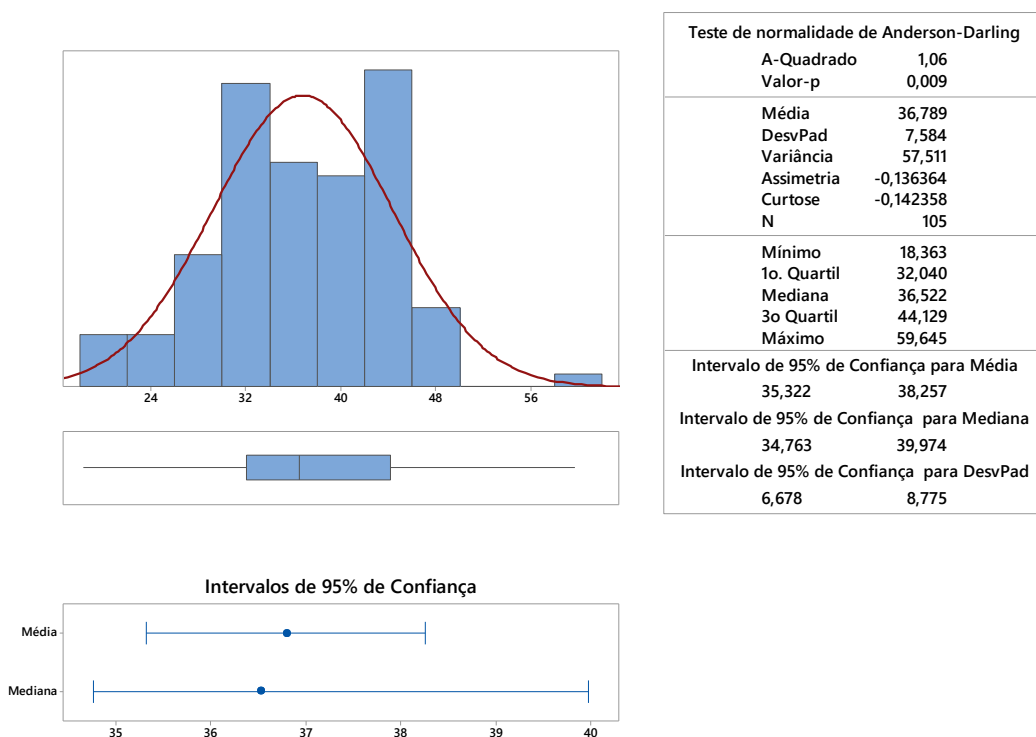 Teste de normalidade de Anderson-Darling
A-Quadrado 1,06
Valor-p 0,009
Média 36,789
DesvPad 7,584
Variância 57,511
Assimetria -0,136364
Curtose -0,142358
N 105
Mínimo 18,363
1o. Quartil 32,040
Mediana 36,522
3o Quartil 44,129
Máximo 59,645
Intervalo de 95% de Confiança para Média
35,322 38,257
Intervalo de 95% de Confiança para Mediana
34,763 39,974
Intervalo de 95% de Confiança para DesvPad
6,678 8,775
24 32 40 48 56
Intervalos de 95% de Confiança
Média
Mediana
35 36 37 38 39 40